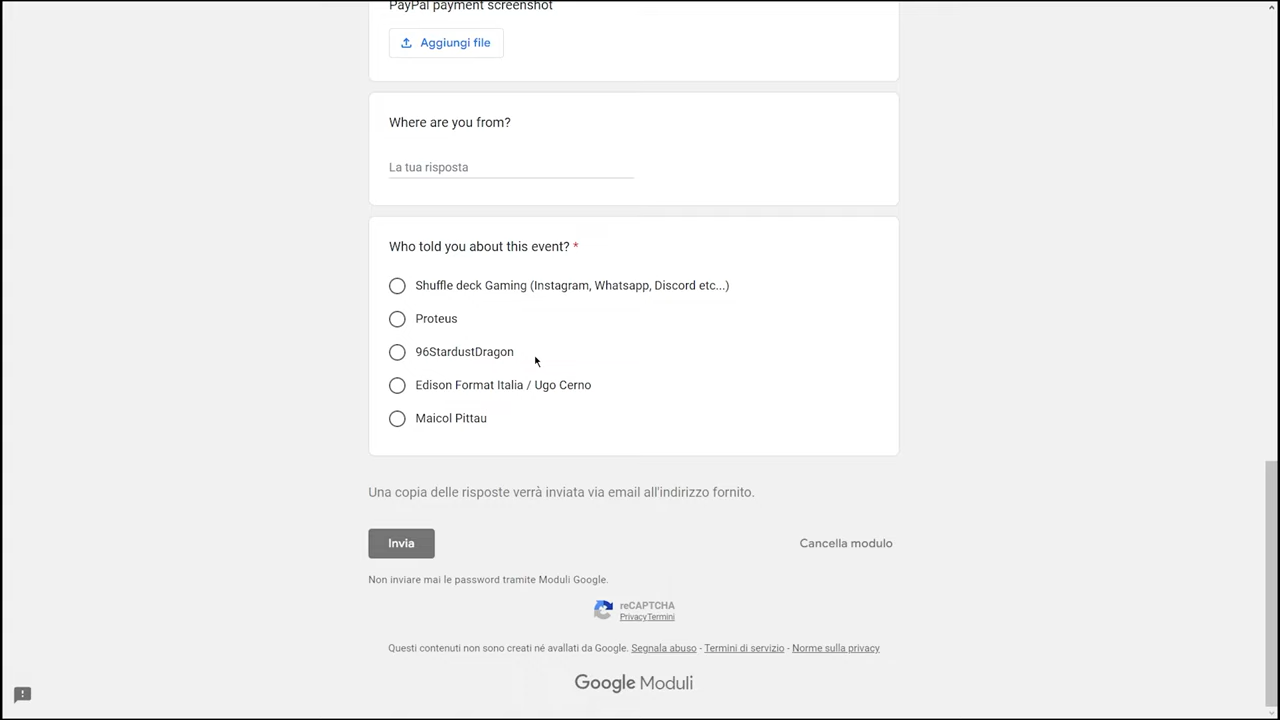 PayPal payment screenshot
Aggiungi file
Where are you from?
La tua risposta
Who told you about this event? *
Shuffle deck Gaming (Instagram, Whatsapp, Discord etc...)
Proteus
96StardustDragon
Edison Format Italia / Ugo Cerno
Maicol Pittau
Una copia delle risposte verrà inviata via email all'indirizzo fornito.
Invia
Cancella modulo
Non inviare mai le password tramite Moduli Google.
reCAPTCHA
PrivacyTermini
Questi contenuti non sono creati né avallati da Google. Segnala abuso - Termini di servizio - Norme sulla privacy
Google Moduli